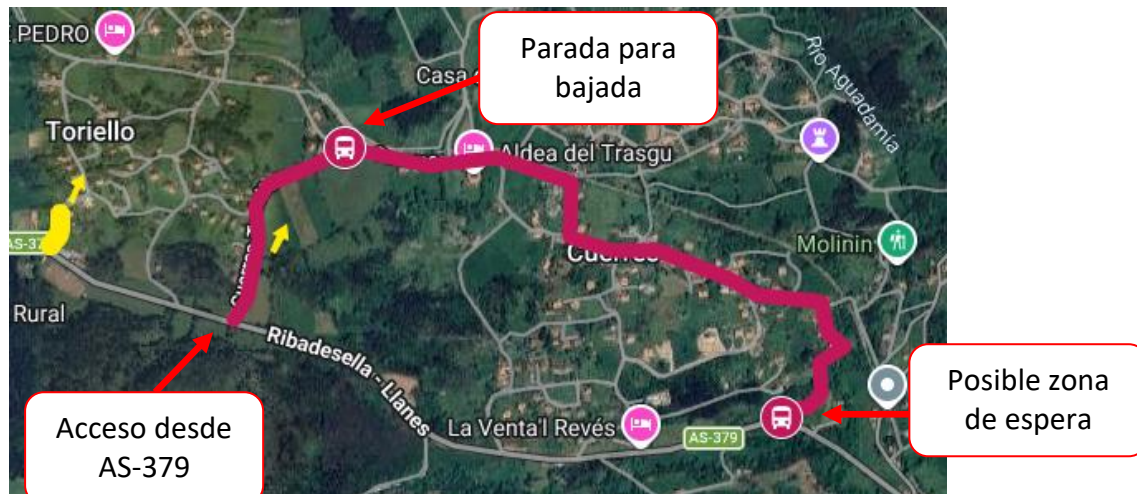 PEDRO
Parada para
bajada
Casa
Río Aguadamía
Toriello
Aldea del Trasgu
Molinin
AS-37
Cuerres
Rural
Ribadesella - Llanes
Acceso desde
AS-379
La Venta'l Revés
AS-379
Posible zona
de espera